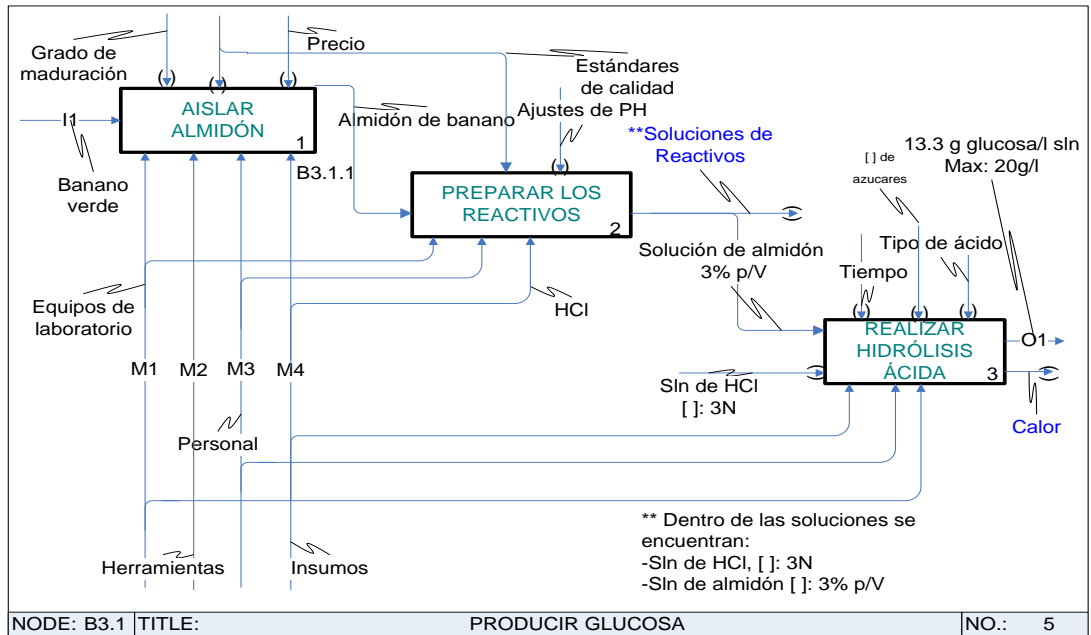 Grado de
maduración
Precio
Estándares
de calidad
Ajustes de PH
( )
( )
( )
I1
AISLAR
ALMIDÓN
1
Almidón de banano
B3.1.1
Banano
verde
**Soluciones de
Reactivos
( )
PREPARAR LOS
REACTIVOS
2
()
[ ] de
azucares
13.3 g glucosa/l sln
Max: 20g/l
Solución de almidón
3% p/V
Tipo de ácido
Tiempo
( )
( )
( )
Equipos de
laboratorio
HCl
REALIZAR
HIDRÓLISIS
ÁCIDA
3
O1
M1
M2
M3
M4
Sln de HCl
[ ]: 3N
()
()
Calor
Personal
Herramientas
Insumos
** Dentro de las soluciones se
encuentran:
-Sln de HCl, [ ]: 3N
-Sln de almidón [ ]: 3% p/V
NODE: B3.1
TITLE:
PRODUCIR GLUCOSA
NO.: 5